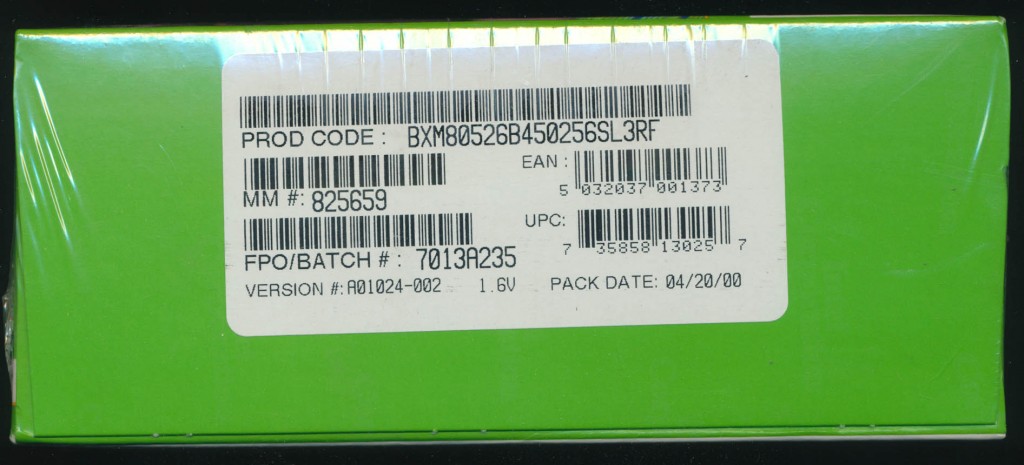 PROD CODE : BXM80526B450256SL3RF
EAN :
5 032037 001373
MM #: 825659
UPC:
7 35858 13025 7
FPO/BATCH # : 7013A235
VERSION #: A01024-002 1.6V PACK DATE: 04/20/00